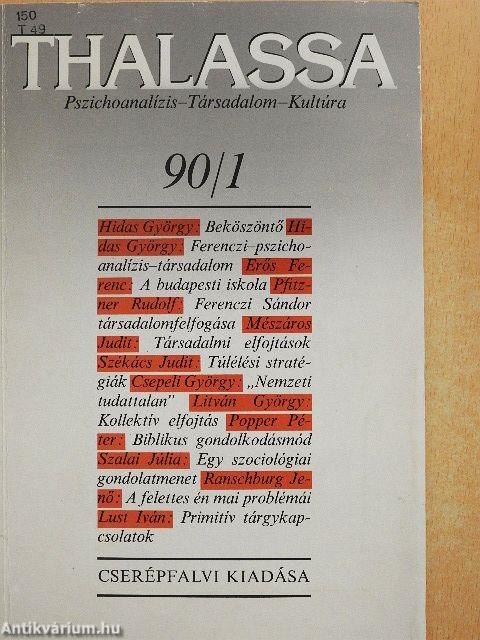 150
T 49
THALASSA
Pszichoanalízis–Társadalom–Kultúra
90/1
Hidas György: Beköszöntő Hi-
das György: Ferenczi–pszicho-
analízis–társadalom Erős Fe-
renc: A budapesti iskola Pfitz-
ner Rudolf: Ferenczi Sándor
társadalomfelfogása Mészáros
Judit: Társadalmi elfojtások
Székács Judit: Túlélési straté-
giák Csepeli György: „Nemzeti
tudattalan" Litván György:
Kollektív elfojtás Popper Pé-
ter: Biblikus gondolkodásmód
Szalai Júlia: Egy szociológiai
gondolatmenet Ranschburg Je-
nő: A felettes én mai problémái
Lust Iván: Primitív tárgykap-
csolatok
CSERÉPFALVI KIADÁSA
Antikvárium.hu